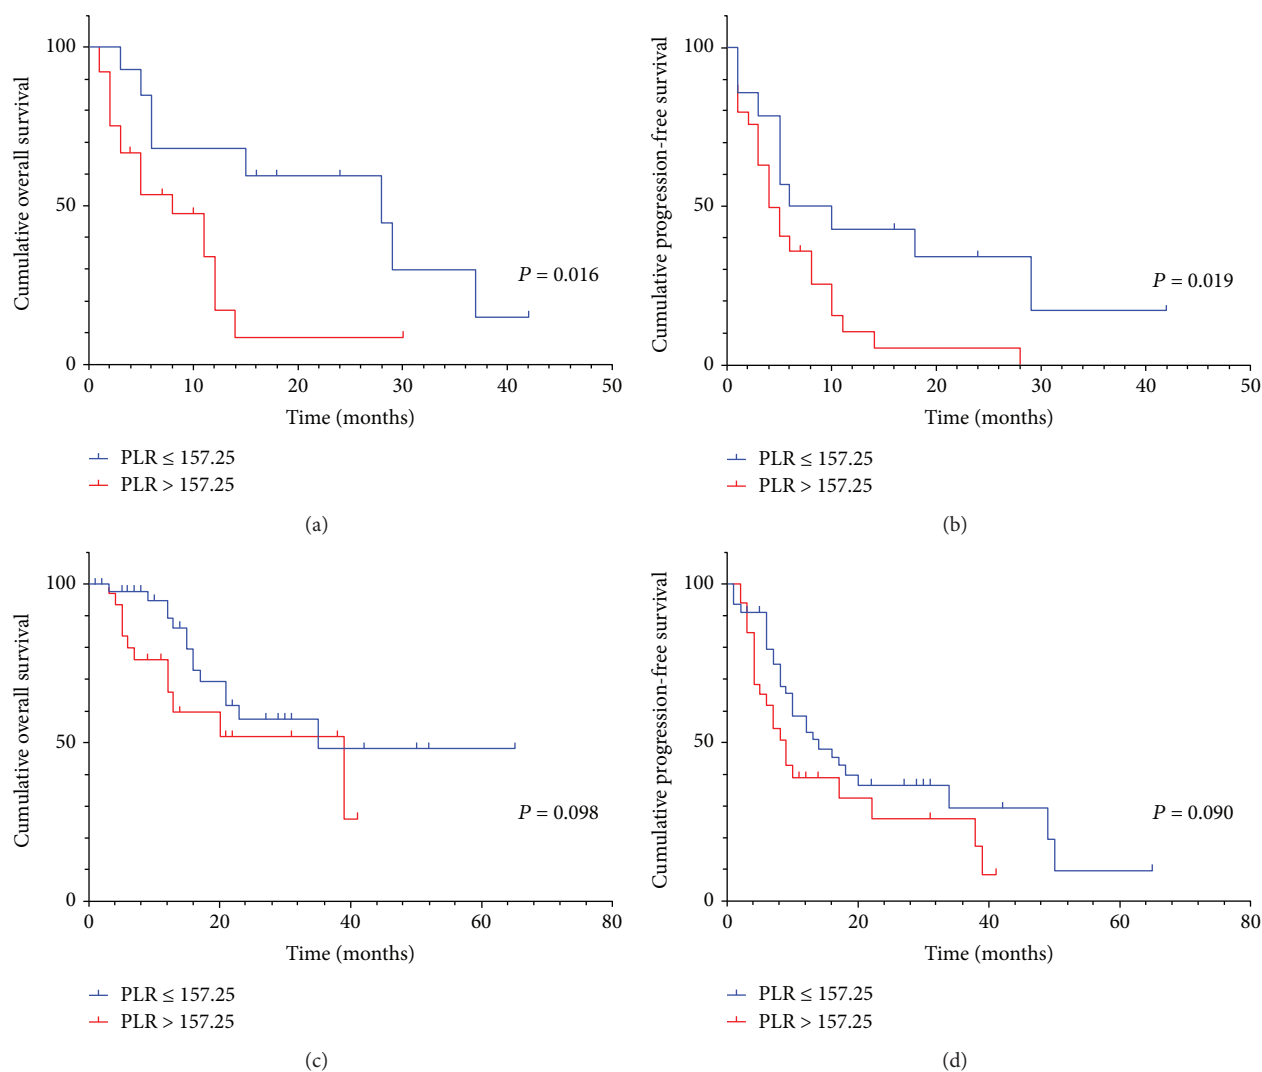 Cumulative overall survival
100
50
0
0 10 20 30 40 50
Time (months)
P = 0.016
PLR ≤ 157.25
PLR > 157.25
(a)
Cumulative progression-free survival
100
50
0
0 10 20 30 40 50
Time (months)
P = 0.019
PLR ≤ 157.25
PLR > 157.25
(b)
Cumulative overall survival
100
50
0
0 20 40 60 80
Time (months)
P = 0.098
PLR ≤ 157.25
PLR > 157.25
(c)
Cumulative progression-free survival
100
50
0
0 20 40 60 80
Time (months)
P = 0.090
PLR ≤ 157.25
PLR > 157.25
(d)